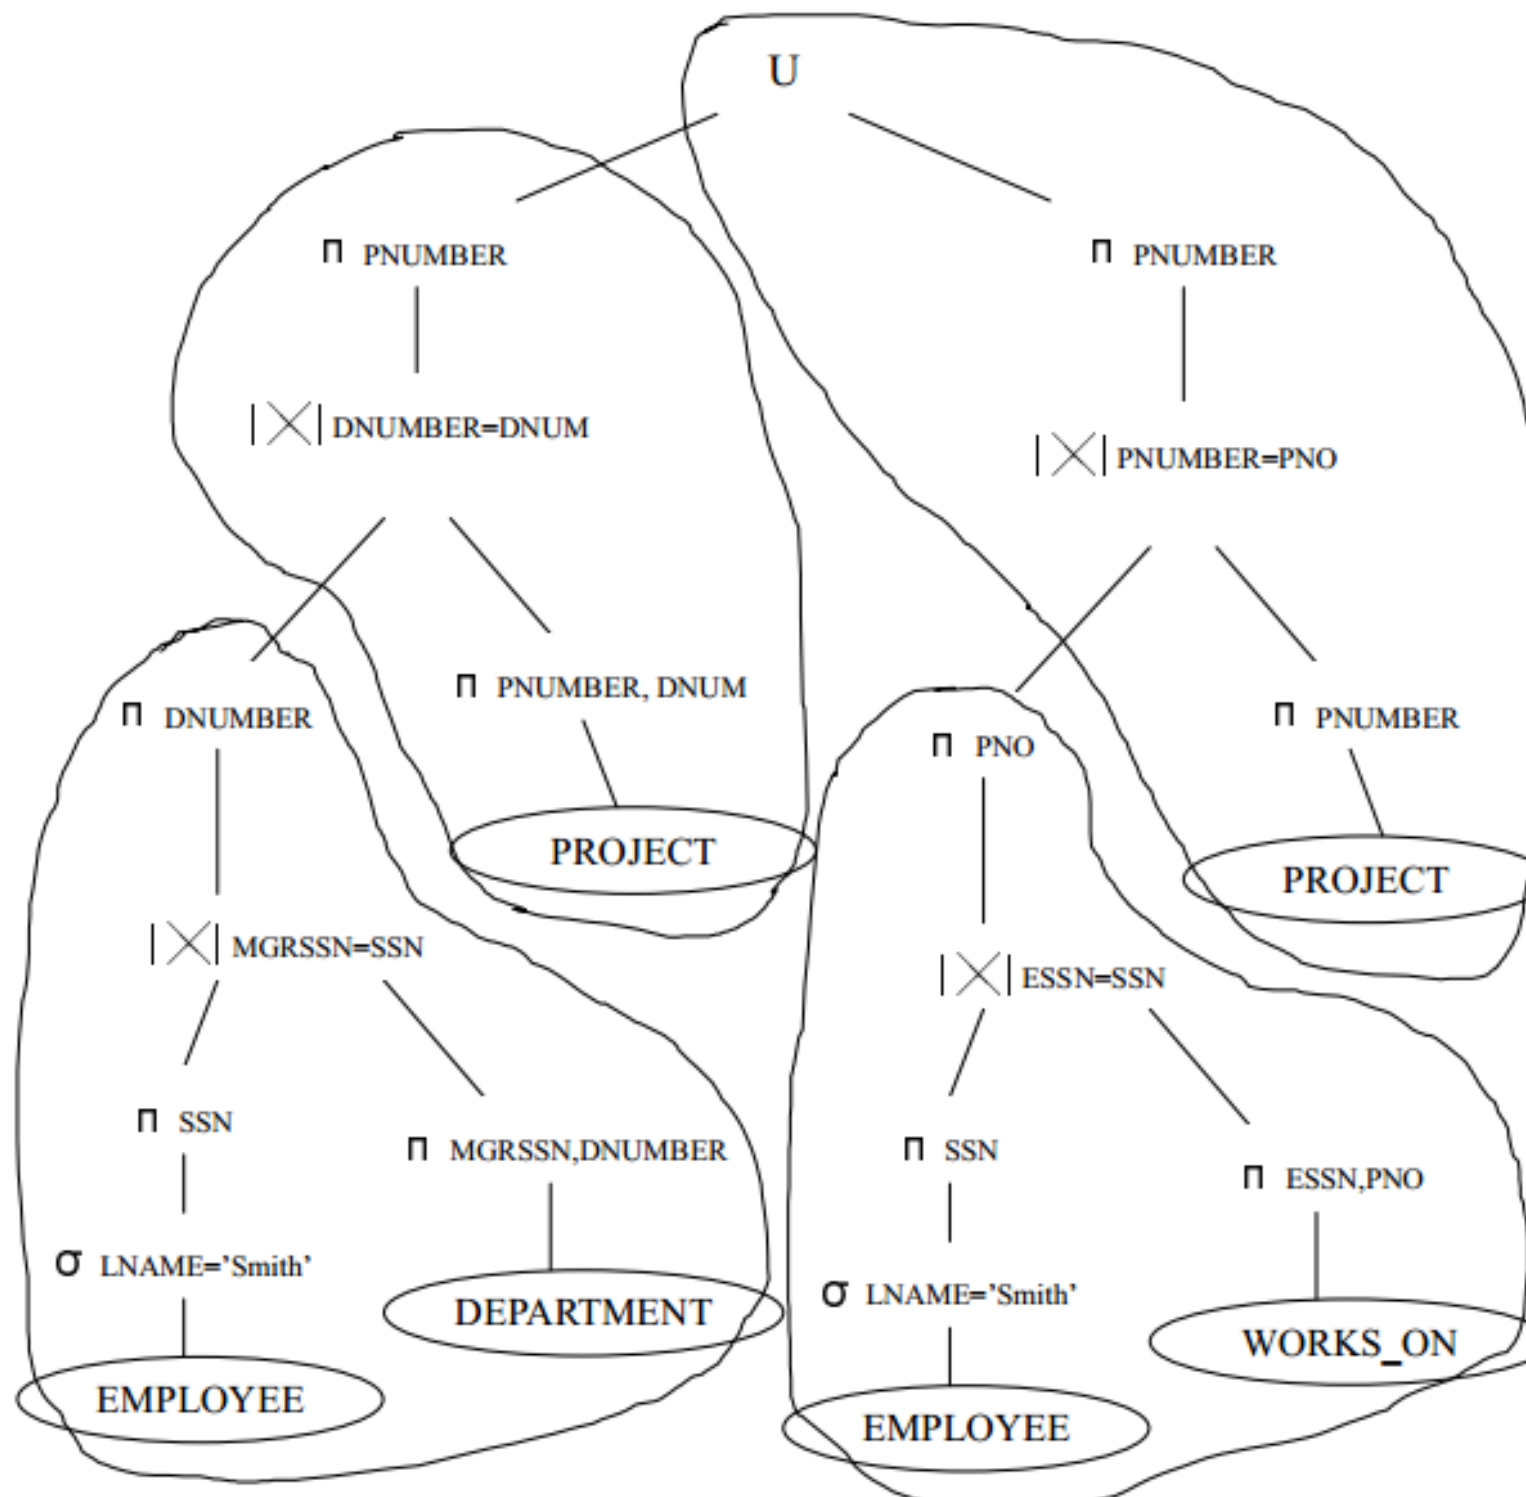 U
π PNUMBER
π PNUMBER
|×| DNUMBER=DNUM
|×| PNUMBER=PNO
π DNUMBER
π PNUMBER, DNUM
π PNO
π PNUMBER
PROJECT
PROJECT
|×| MGRSSN=SSN
|×| ESSN=SSN
π SSN
π MGRSSN,DNUMBER
π SSN
π ESSN,PNO
σ LNAME=’Smith’
σ LNAME=’Smith’
DEPARTMENT
WORKS_ON
EMPLOYEE
EMPLOYEE